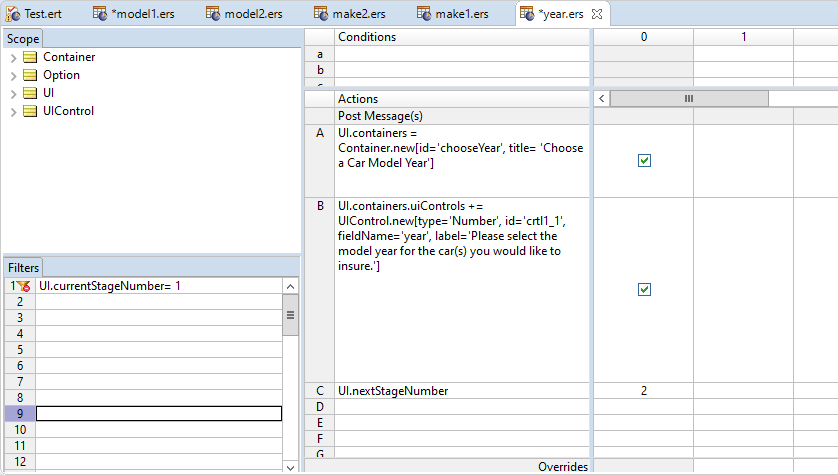 Test.ert
*model1.ers
model2.ers
make2.ers
make1.ers
*year.ers
Scope
Container
Option
UI
UIControl
Conditions
0
1
a
b
Actions
Post Message(s)
A
UI.containers =
Container.new[id='chooseYear', title= 'Choose
a Car Model Year']
B
UI.containers.uiControls +=
UIControl.new[type='Number', id='crtl1_1',
fieldName='year', label='Please select the
model year for the car(s) you would like to
insure.']
C
UI.nextStageNumber
2
D
E
F
G
Overrides
Filters
1
UI.currentStageNumber= 1
2
3
4
5
6
7
8
9
10
11
12